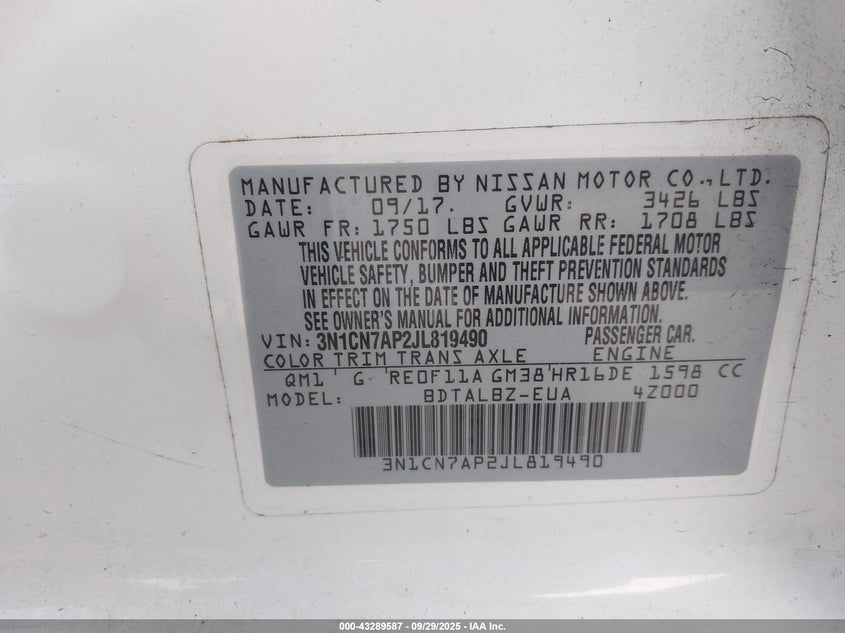 MANUFACTURED BY NISSAN MOTOR CO.,LTD.
DATE: 09/17. GVWR: 3426 LBS
GAWR FR: 1750 LBS GAWR RR: 1708 LBS
THIS VEHICLE CONFORMS TO ALL APPLICABLE FEDERAL MOTOR
VEHICLE SAFETY, BUMPER AND THEFT PREVENTION STANDARDS
IN EFFECT ON THE DATE OF MANUFACTURE SHOWN ABOVE.
SEE OWNER'S MANUAL FOR ADDITIONAL INFORMATION.
VIN: 3N1CN7AP2JL819490 PASSENGER CAR.
COLOR TRIM TRANS AXLE ENGINE
QM1 G RE0F11A GM38 HR16DE 1598 CC
MODEL: BDTALBZ-EUA 4Z000
3N1CN7AP2JL819490
000-43289587 - 09/29/2025 - IAA Inc.